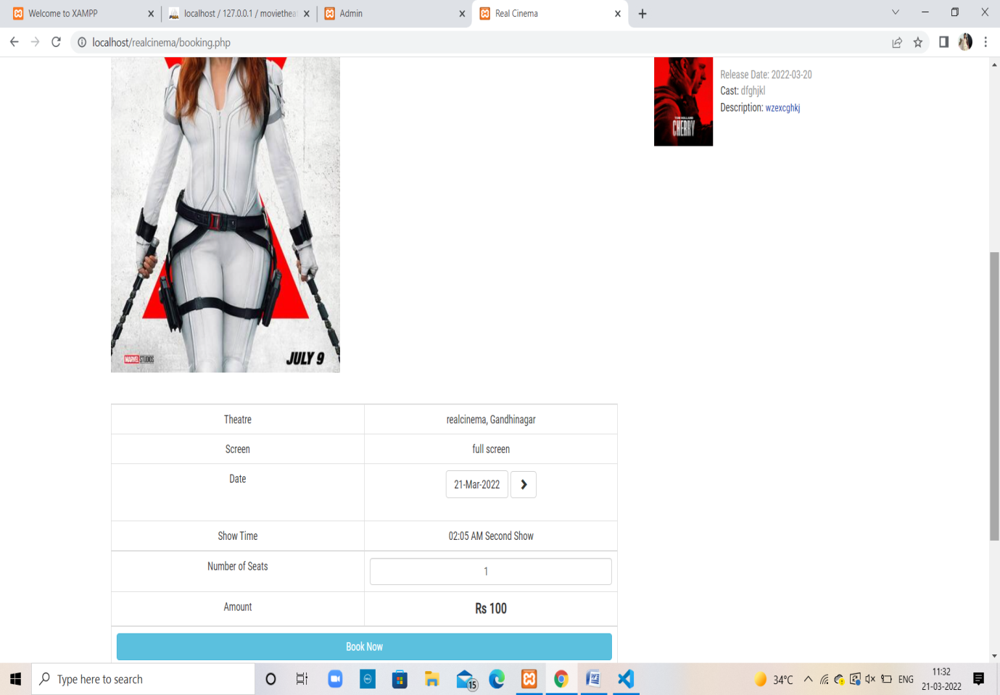 Welcome to XAMPP
localhost / 127.0.0.1 / movietheat
Admin
Real Cinema
localhost/realcinema/booking.php
MARVEL STUDIOS
JULY 9
TOM HOLLAND
CHERRY
Release Date: 2022-03-20
Cast: dfghjkl
Description: wzexcghkj
Theatre realcinema, Gandhinagar
Screen full screen
Date 21-Mar-2022
Show Time 02:05 AM Second Show
Number of Seats 1
Amount Rs 100
Book Now
Type here to search
15
34°C
ENG
11:32
21-03-2022